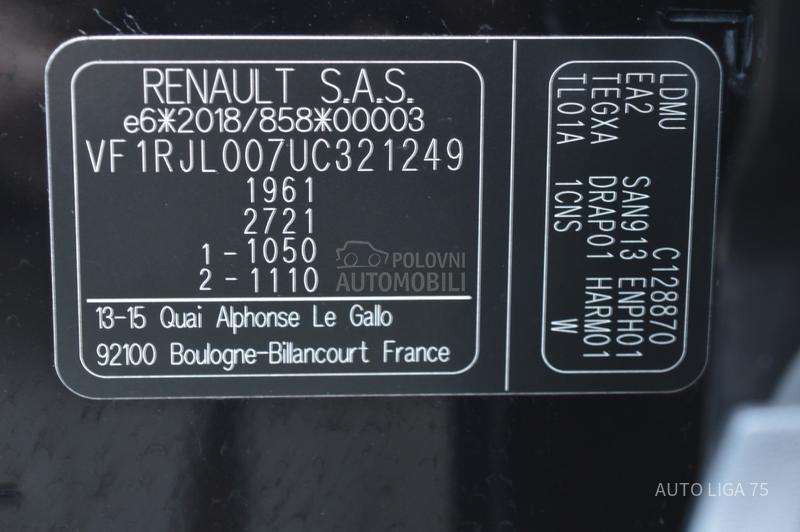 RENAULT S.A.S.
e6*2018/858*00003
VF1RJL007UC321249
1961
2721
1-1050
2-1110
13-15 Quai Alphonse Le Gallo
92100 Boulogne-Billancourt France
LDMU C128870
EA2 SAN913 ENPH01
TEGXA DRAP01 HARM01
TL01A 1CNS W
POLOVNI
AUTOMOBILI
AUTO LIGA 75